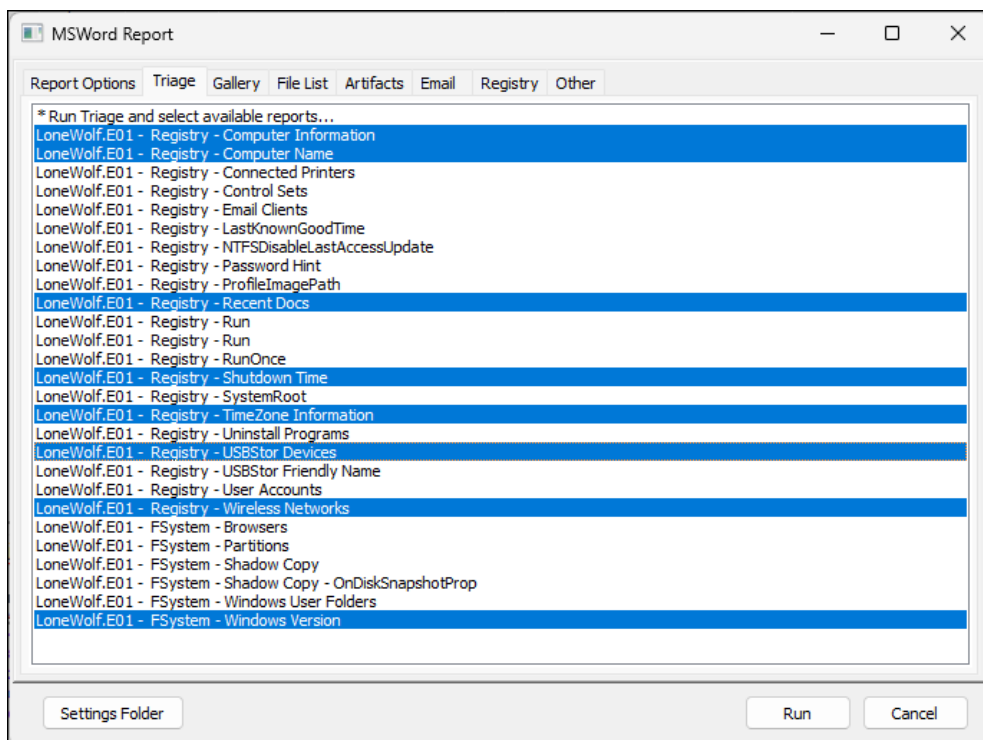 MSWord Report
Report Options Triage Gallery File List Artifacts Email Registry Other
* Run Triage and select available reports...
LoneWolf.E01 - Registry - Computer Information
LoneWolf.E01 - Registry - Computer Name
LoneWolf.E01 - Registry - Connected Printers
LoneWolf.E01 - Registry - Control Sets
LoneWolf.E01 - Registry - Email Clients
LoneWolf.E01 - Registry - LastKnownGoodTime
LoneWolf.E01 - Registry - NTFSDisableLastAccessUpdate
LoneWolf.E01 - Registry - Password Hint
LoneWolf.E01 - Registry - ProfileImagePath
LoneWolf.E01 - Registry - Recent Docs
LoneWolf.E01 - Registry - Run
LoneWolf.E01 - Registry - Run
LoneWolf.E01 - Registry - RunOnce
LoneWolf.E01 - Registry - Shutdown Time
LoneWolf.E01 - Registry - SystemRoot
LoneWolf.E01 - Registry - TimeZone Information
LoneWolf.E01 - Registry - Uninstall Programs
LoneWolf.E01 - Registry - USBStor Devices
LoneWolf.E01 - Registry - USBStor Friendly Name
LoneWolf.E01 - Registry - User Accounts
LoneWolf.E01 - Registry - Wireless Networks
LoneWolf.E01 - FSystem - Browsers
LoneWolf.E01 - FSystem - Partitions
LoneWolf.E01 - FSystem - Shadow Copy
LoneWolf.E01 - FSystem - Shadow Copy - OnDiskSnapshotProp
LoneWolf.E01 - FSystem - Windows User Folders
LoneWolf.E01 - FSystem - Windows Version
Settings Folder Run Cancel